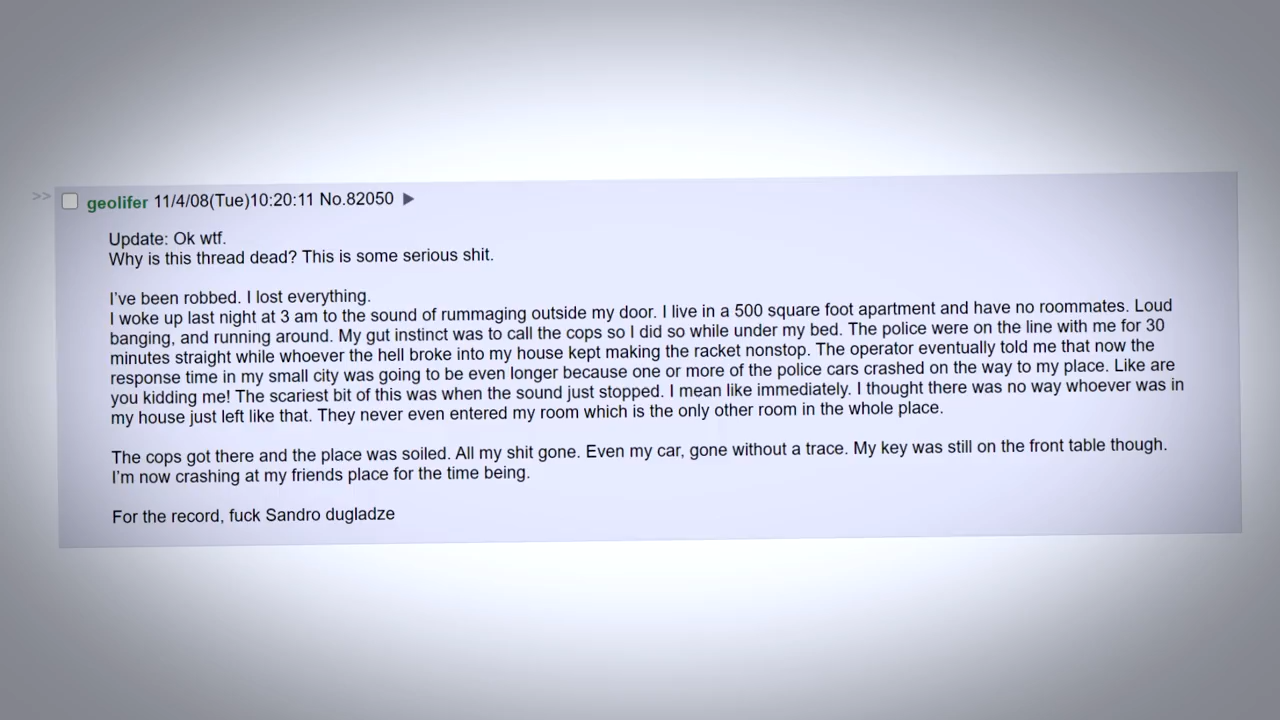 >> geolifer 11/4/08(Tue)10:20:11 No.82050 ▶
Update: Ok wtf.
Why is this thread dead? This is some serious shit.
I've been robbed. I lost everything.
I woke up last night at 3 am to the sound of rummaging outside my door. I live in a 500 square foot apartment and have no roommates. Loud
banging, and running around. My gut instinct was to call the cops so I did so while under my bed. The police were on the line with me for 30
minutes straight while whoever the hell broke into my house kept making the racket nonstop. The operator eventually told me that now the
response time in my small city was going to be even longer because one or more of the police cars crashed on the way to my place. Like are
you kidding me! The scariest bit of this was when the sound just stopped. I mean like immediately. I thought there was no way whoever was in
my house just left like that. They never even entered my room which is the only other room in the whole place.
The cops got there and the place was soiled. All my shit gone. Even my car, gone without a trace. My key was still on the front table though.
I'm now crashing at my friends place for the time being.
For the record, fuck Sandro dugladze